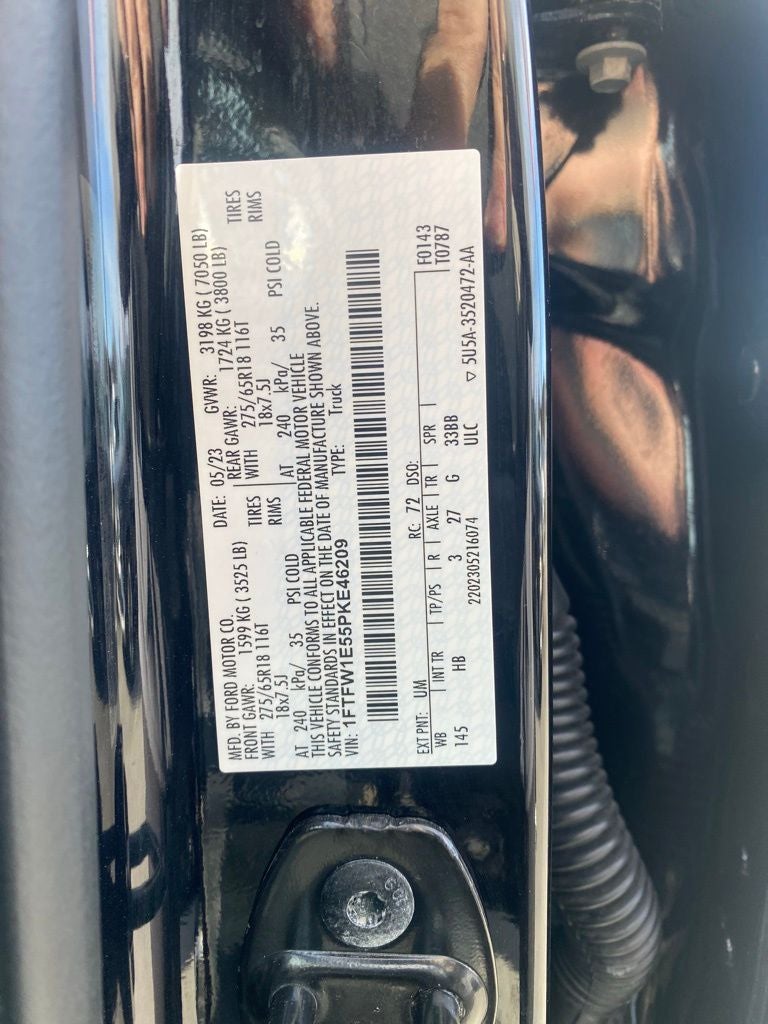 MFD. BY FORD MOTOR CO.
DATE: 05/23 GVWR: 3198 KG ( 7050 LB)
FRONT GAWR: 1599 KG ( 3525 LB) REAR GAWR: 1724 KG ( 3800 LB)
WITH 275/65R18 116T TIRES WITH 275/65R18 116T TIRES
18x7.5J RIMS 18x7.5J RIMS
AT 240 kPa/ 35 PSI COLD AT 240 kPa/ 35 PSI COLD
THIS VEHICLE CONFORMS TO ALL APPLICABLE FEDERAL MOTOR VEHICLE
SAFETY STANDARDS IN EFFECT ON THE DATE OF MANUFACTURE SHOWN ABOVE.
VIN: 1FTFW1E55PKE46209 TYPE: Truck
EXT PNT: UM RC: 72 DSO: F0143
WB INT TR TP/PS R AXLE TR SPR T0787
145 HB 3 27 G 33BB
2202305216074 ULC ▽ 5U5A-3520472-AA